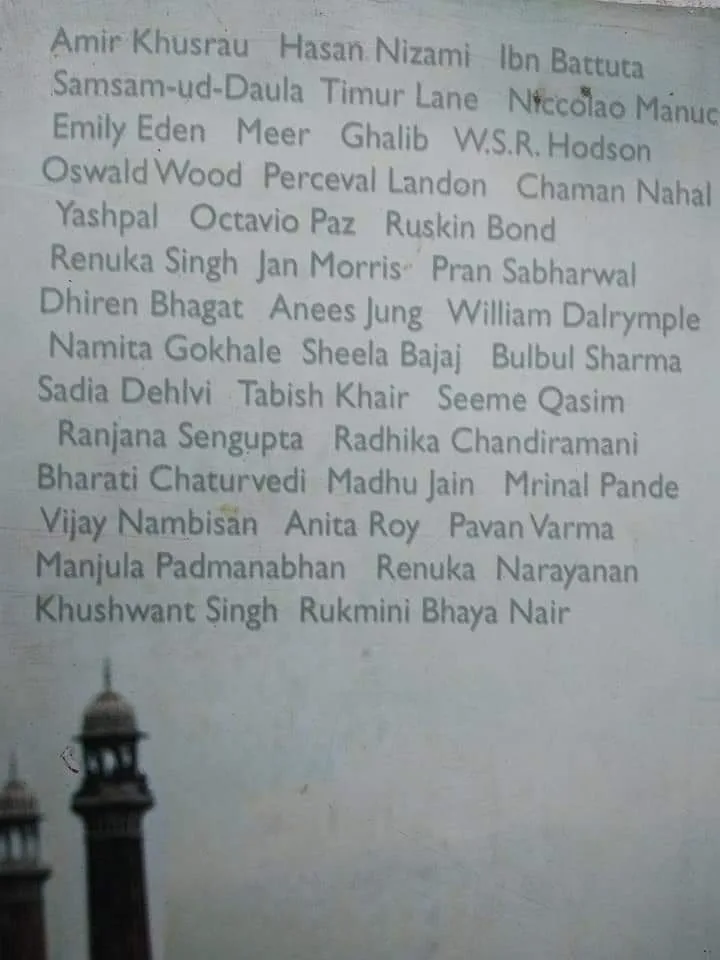 Amir Khusrau Hasan Nizami Ibn Battuta
Samsam-ud-Daula Timur Lane Niccolao Manuc
Emily Eden Meer Ghalib W.S.R. Hodson
Oswald Wood Perceval Landon Chaman Nahal
Yashpal Octavio Paz Ruskin Bond
Renuka Singh Jan Morris Pran Sabharwal
Dhiren Bhagat Anees Jung William Dalrymple
Namita Gokhale Sheela Bajaj Bulbul Sharma
Sadia Dehlvi Tabish Khair Seeme Qasim
Ranjana Sengupta Radhika Chandiramani
Bharati Chaturvedi Madhu Jain Mrinal Pande
Vijay Nambisan Anita Roy Pavan Varma
Manjula Padmanabhan Renuka Narayanan
Khushwant Singh Rukmini Bhaya Nair